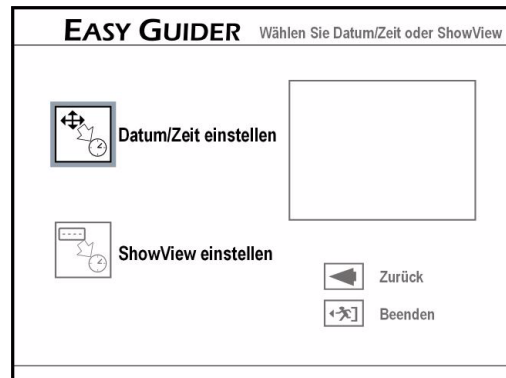 EASY GUIDER Wählen Sie Datum/Zeit oder ShowView
Datum/Zeit einstellen
ShowView einstellen
Zurück
Beenden